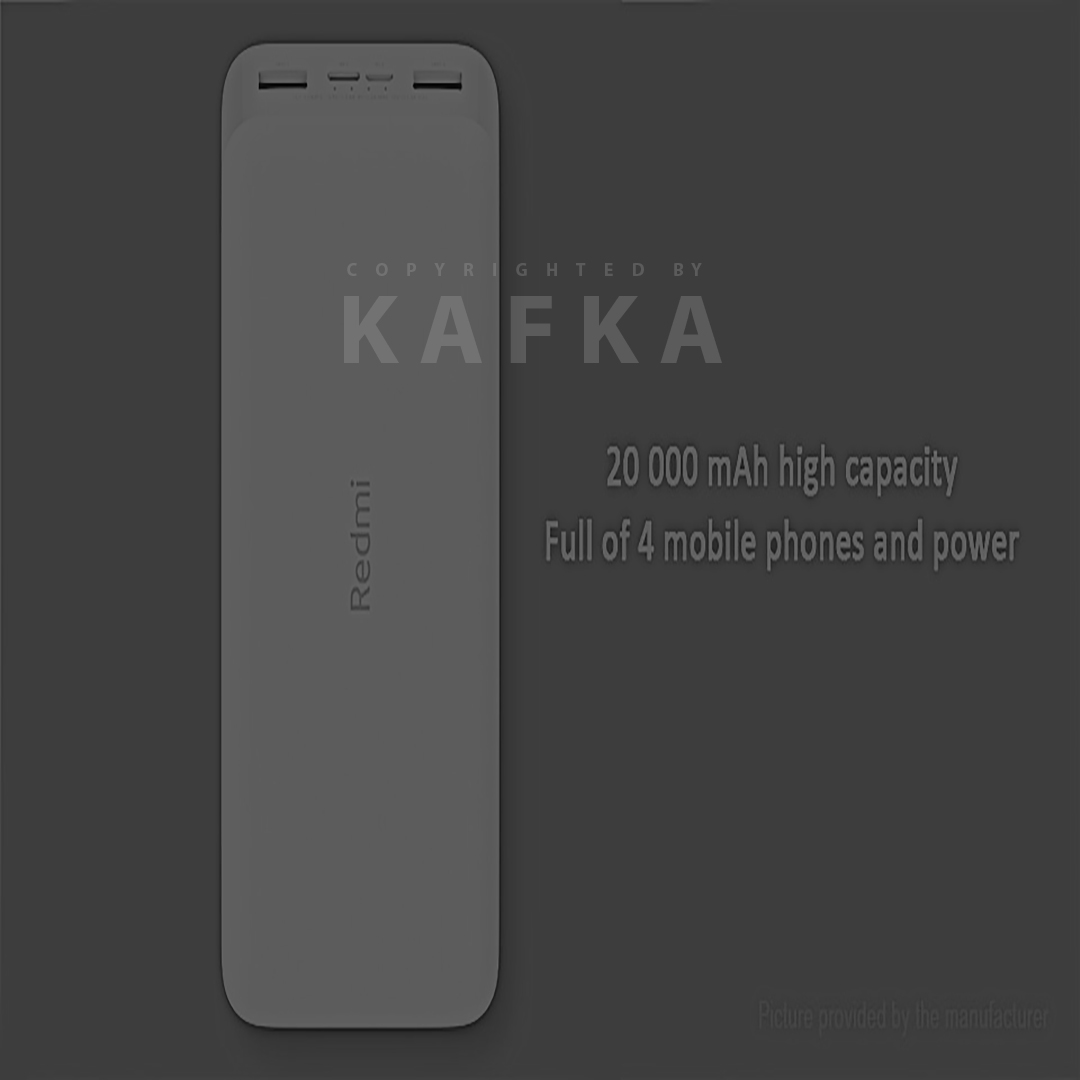 COPYRIGHTED BY
KAFKA
Redmi
20 000 mAh high capacity
Full of 4 mobile phones and power
Picture provided by the manufacturer